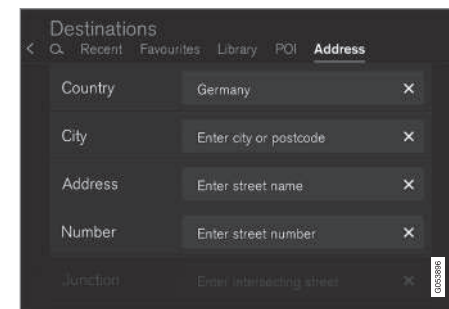 Destinations
Recent Favourites Library POI Address
Country Germany
City Enter city or postcode
Address Enter street name
Number Enter street number
Junction Enter intersecting street
G053896